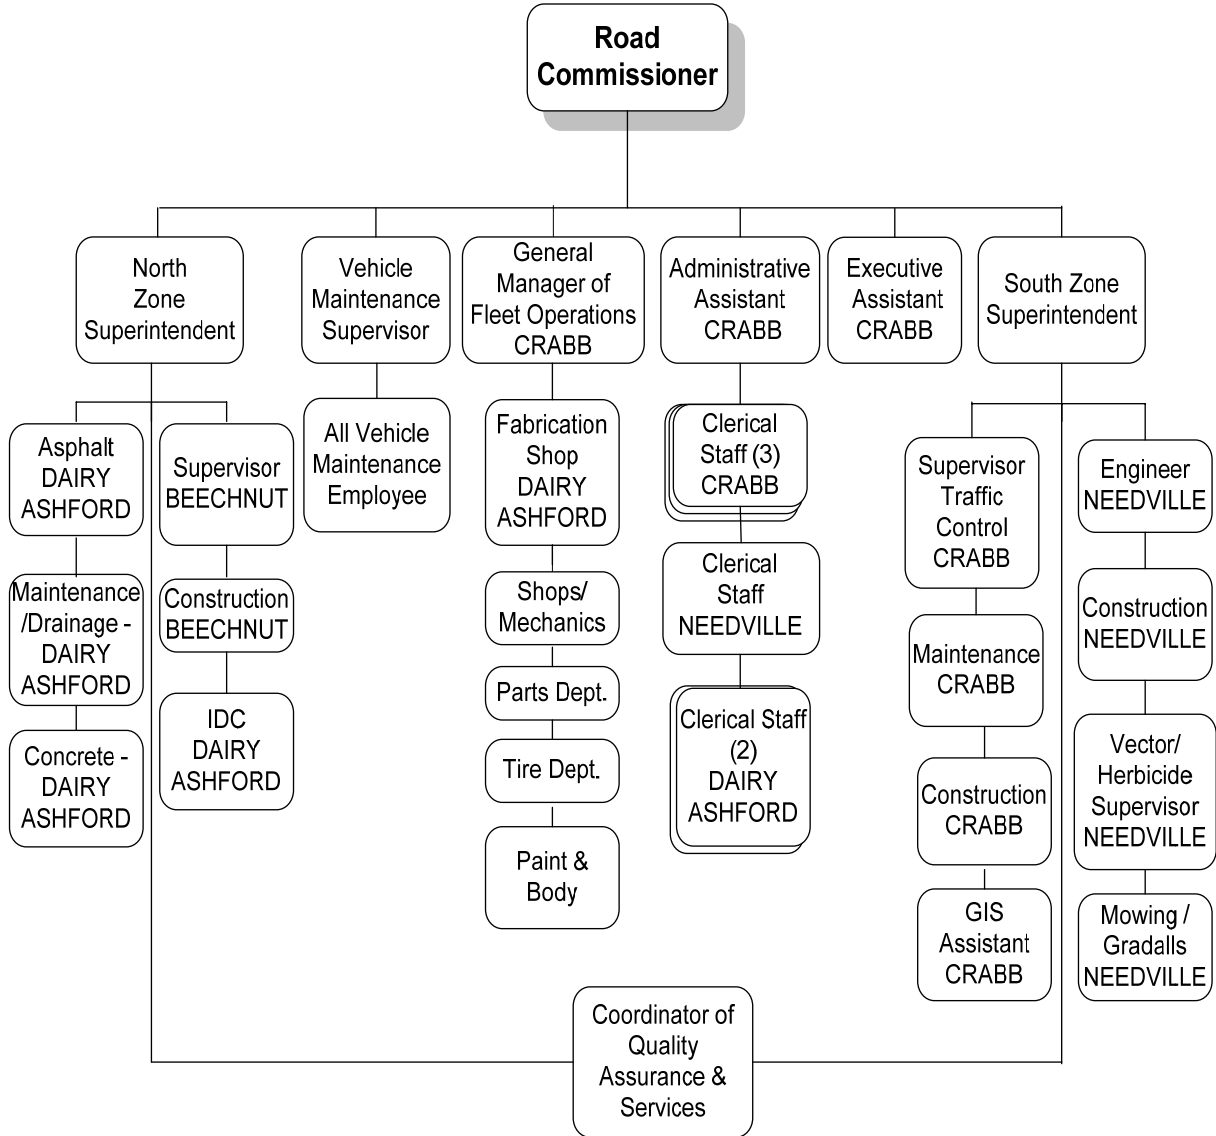 Road
Commissioner
North
Zone
Superintendent
Vehicle
Maintenance
Supervisor
General
Manager of
Fleet Operations
CRABB
Administrative
Assistant
CRABB
Executive
Assistant
CRABB
South Zone
Superintendent
Asphalt
DAIRY
ASHFORD
Maintenance
/Drainage -
DAIRY
ASHFORD
Concrete -
DAIRY
ASHFORD
Supervisor
BEECHNUT
Construction
BEECHNUT
IDC
DAIRY
ASHFORD
All Vehicle
Maintenance
Employee
Fabrication
Shop
DAIRY
ASHFORD
Shops/
Mechanics
Parts Dept.
Tire Dept.
Paint &
Body
Clerical
Staff (3)
CRABB
Clerical
Staff
NEEDVILLE
Clerical Staff
(2)
DAIRY
ASHFORD
Supervisor
Traffic
Control
CRABB
Maintenance
CRABB
Construction
CRABB
GIS
Assistant
CRABB
Engineer
NEEDVILLE
Construction
NEEDVILLE
Vector/
Herbicide
Supervisor
NEEDVILLE
Mowing /
Gradalls
NEEDVILLE
Coordinator of
Quality
Assurance &
Services